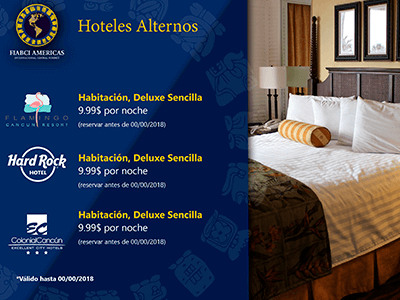 Hoteles Alternos
FIABCI AMERICAS
Habitación, Deluxe Sencilla
9.99$ por noche
(reservar antes de 00/00/2018)
FLAMINGO
CANCUN RESORT
Habitación, Deluxe Sencilla
9.99$ por noche
(reservar antes de 00/00/2018)
Hard Rock
HOTEL
Habitación, Deluxe Sencilla
9.99$ por noche
(reservar antes de 00/00/2018)
ColonialCancún
EXCELLENT CITY HOTELS
*Válido hasta 00/00/2018